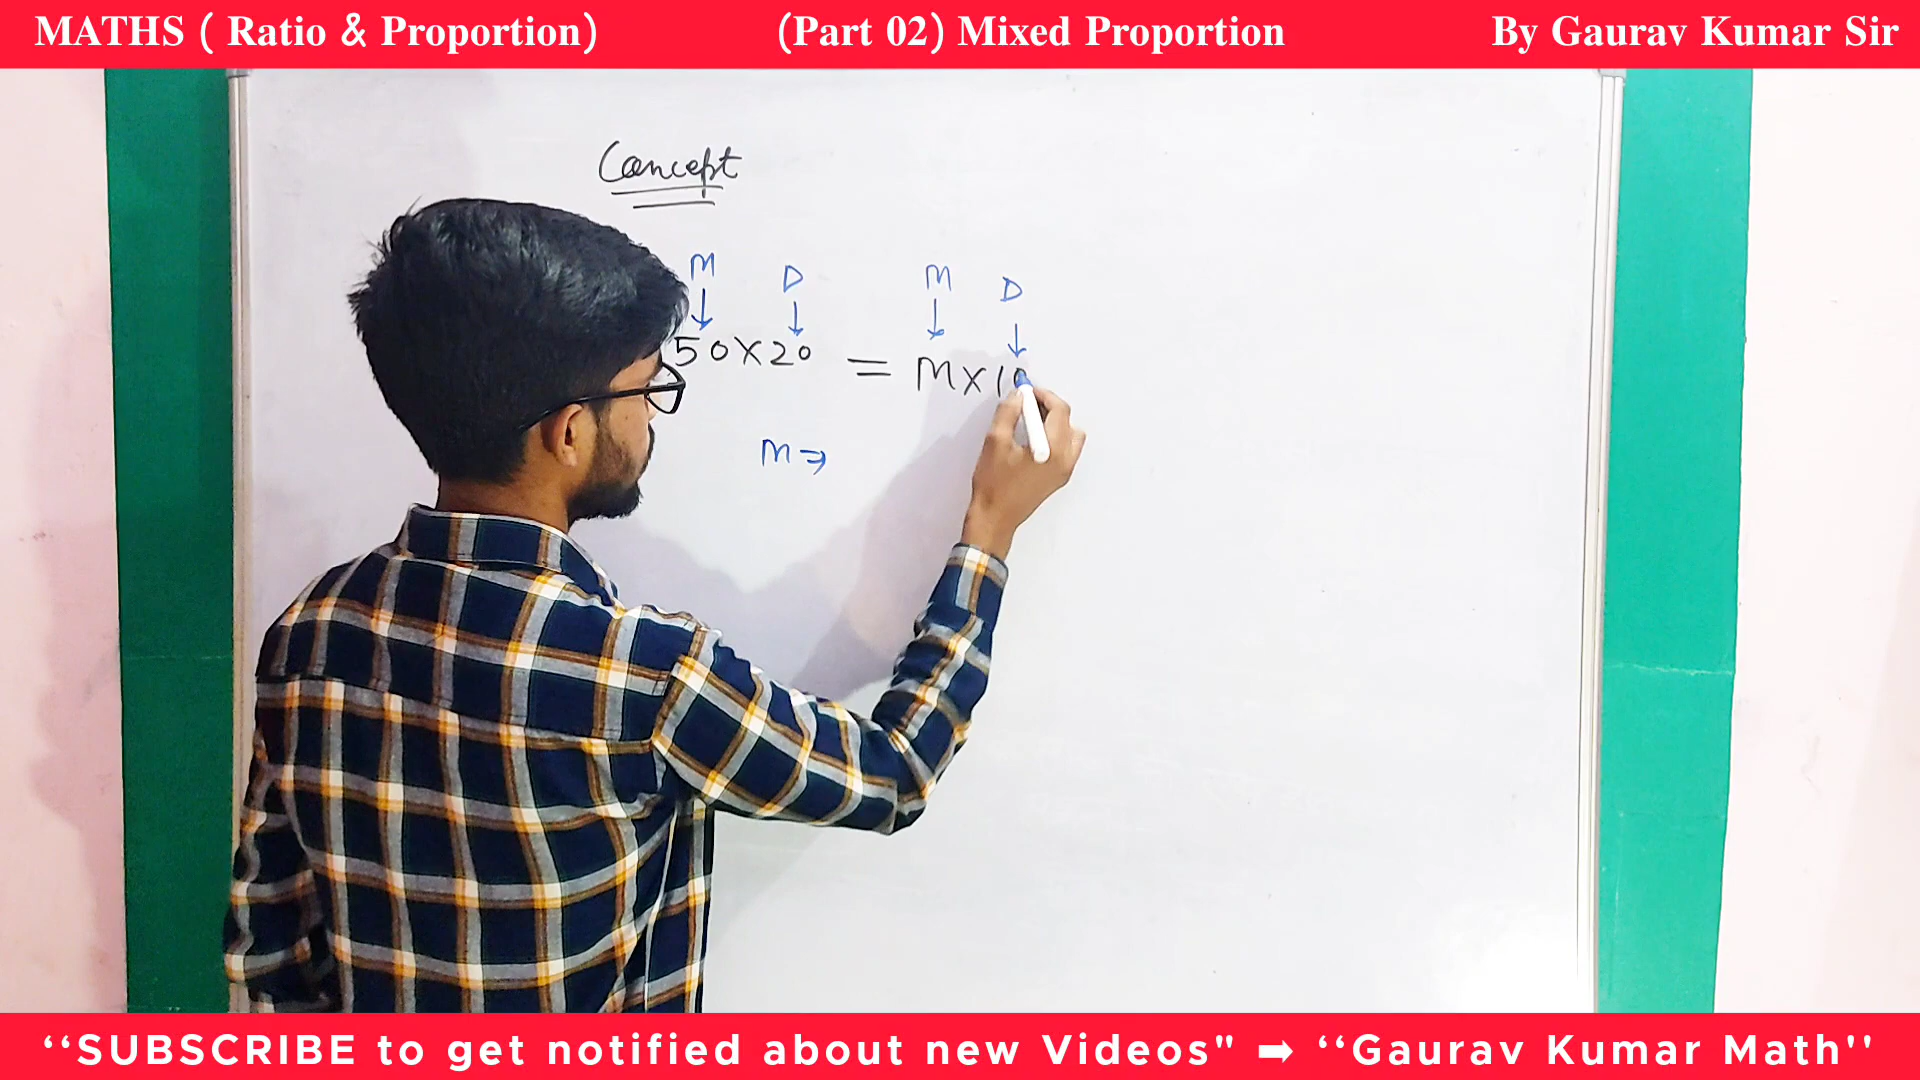 MATHS ( Ratio & Proportion) (Part 02) Mixed Proportion By Gaurav Kumar Sir
Concept
M D M D
↓ ↓ ↓ ↓
50×20 = M×10
M ⇒
‘‘SUBSCRIBE to get notified about new Videos" ➡ ‘‘Gaurav Kumar Math''